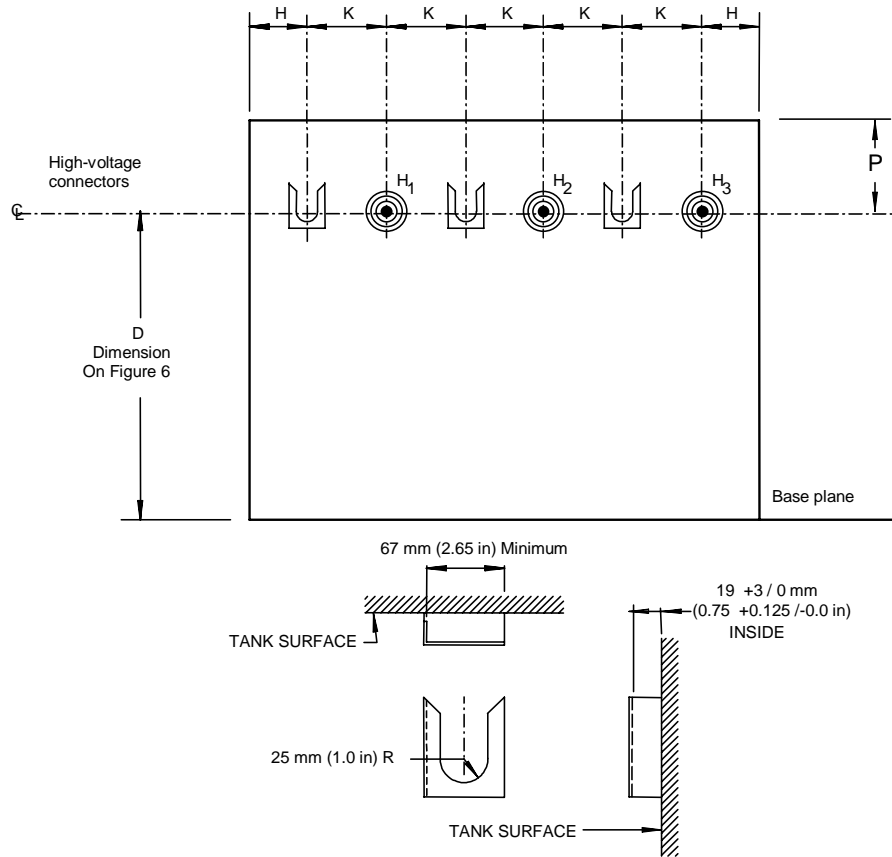 H K K K K K H
P
High-voltage
connectors
H1 H2 H3
℄
D
Dimension
On Figure 6
Base plane
67 mm (2.65 in) Minimum
19 +3 / 0 mm
(0.75 +0.125 /-0.0 in)
INSIDE
TANK SURFACE
25 mm (1.0 in) R
TANK SURFACE